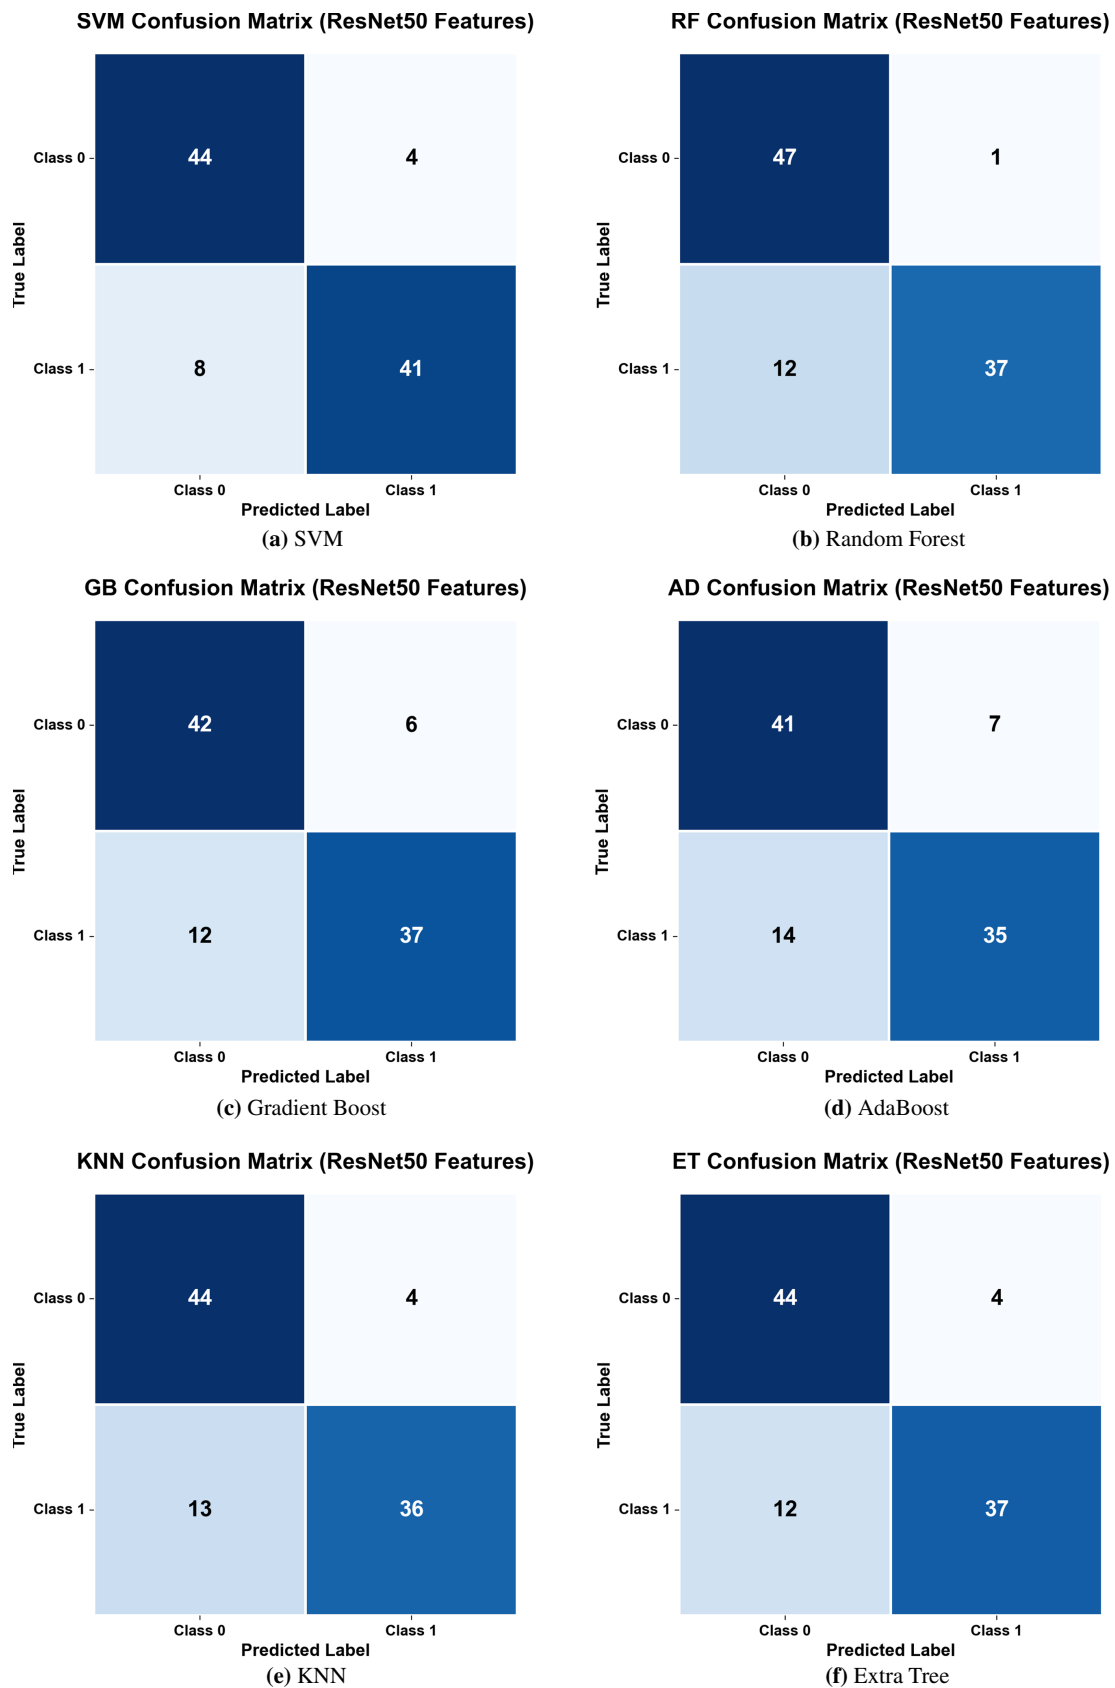 SVM Confusion Matrix (ResNet50 Features)
True Label
Class 0
44
4
Class 1
8
41
Class 0
Class 1
Predicted Label
(a) SVM
RF Confusion Matrix (ResNet50 Features)
True Label
Class 0
47
1
Class 1
12
37
Class 0
Class 1
Predicted Label
(b) Random Forest
GB Confusion Matrix (ResNet50 Features)
True Label
Class 0
42
6
Class 1
12
37
Class 0
Class 1
Predicted Label
(c) Gradient Boost
AD Confusion Matrix (ResNet50 Features)
True Label
Class 0
41
7
Class 1
14
35
Class 0
Class 1
Predicted Label
(d) AdaBoost
KNN Confusion Matrix (ResNet50 Features)
True Label
Class 0
44
4
Class 1
13
36
Class 0
Class 1
Predicted Label
(e) KNN
ET Confusion Matrix (ResNet50 Features)
True Label
Class 0
44
4
Class 1
12
37
Class 0
Class 1
Predicted Label
(f) Extra Tree